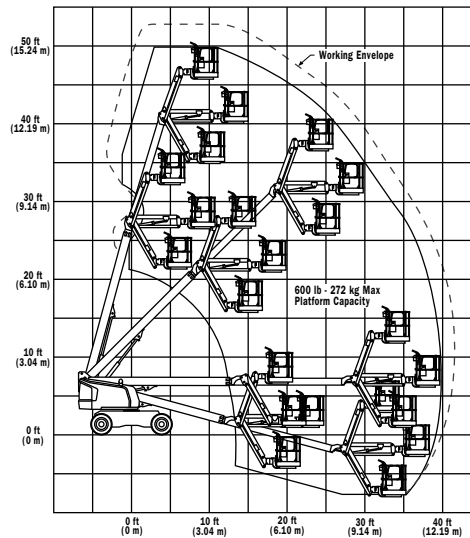 50 ft
(15.24 m)
Working Envelope
40 ft
(12.19 m)
30 ft
(9.14 m)
20 ft
(6.10 m)
600 lb - 272 kg Max
Platform Capacity
10 ft
(3.04 m)
0 ft
(0 m)
0 ft
(0 m)
10 ft
(3.04 m)
20 ft
(6.10 m)
30 ft
(9.14 m)
40 ft
(12.19 m)